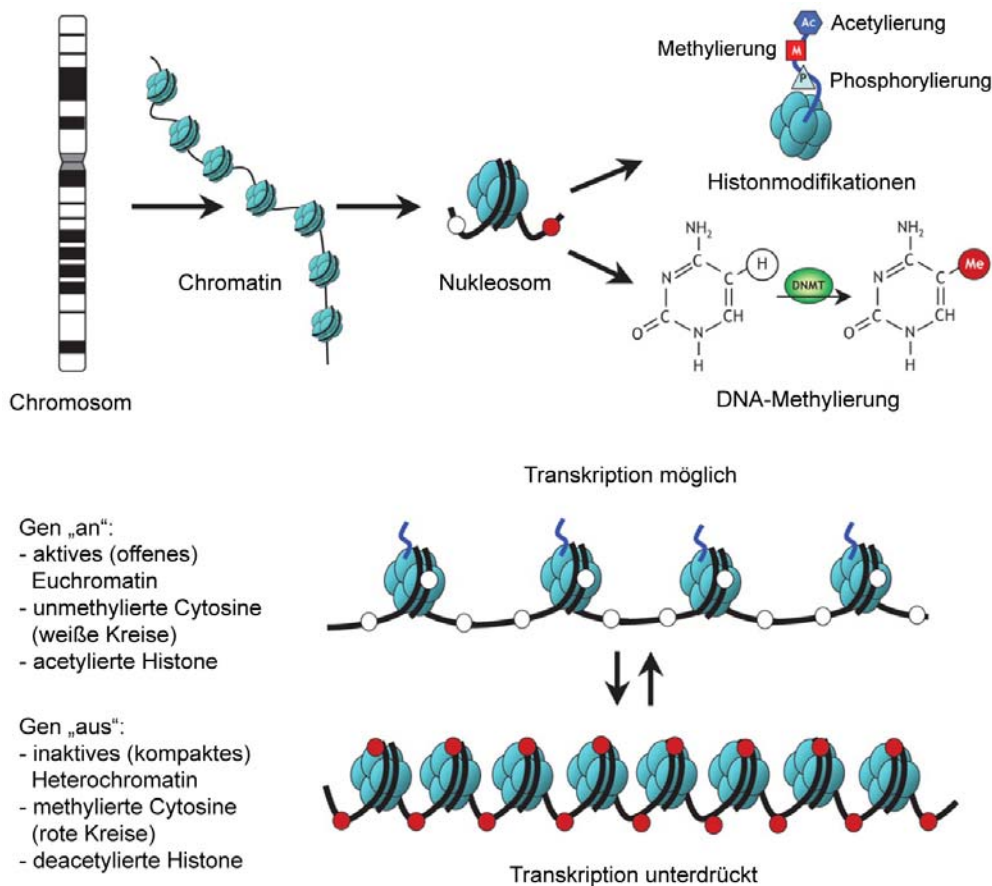 Ac
Acetylierung
Methylierung
M
P
Phosphorylierung
Histonmodifikationen
Chromosom
Chromatin
Nukleosom
NH2
H
N
C
C
CH
C
O
N
H
DNMT
NH2
Me
N
C
C
CH
C
O
N
H
DNA-Methylierung
Transkription möglich
Gen „an“:
- aktives (offenes)
Euchromatin
- unmethylierte Cytosine
(weiße Kreise)
- acetylierte Histone
Gen „aus“:
- inaktives (kompaktes)
Heterochromatin
- methylierte Cytosine
(rote Kreise)
- deacetylierte Histone
Transkription unterdrückt